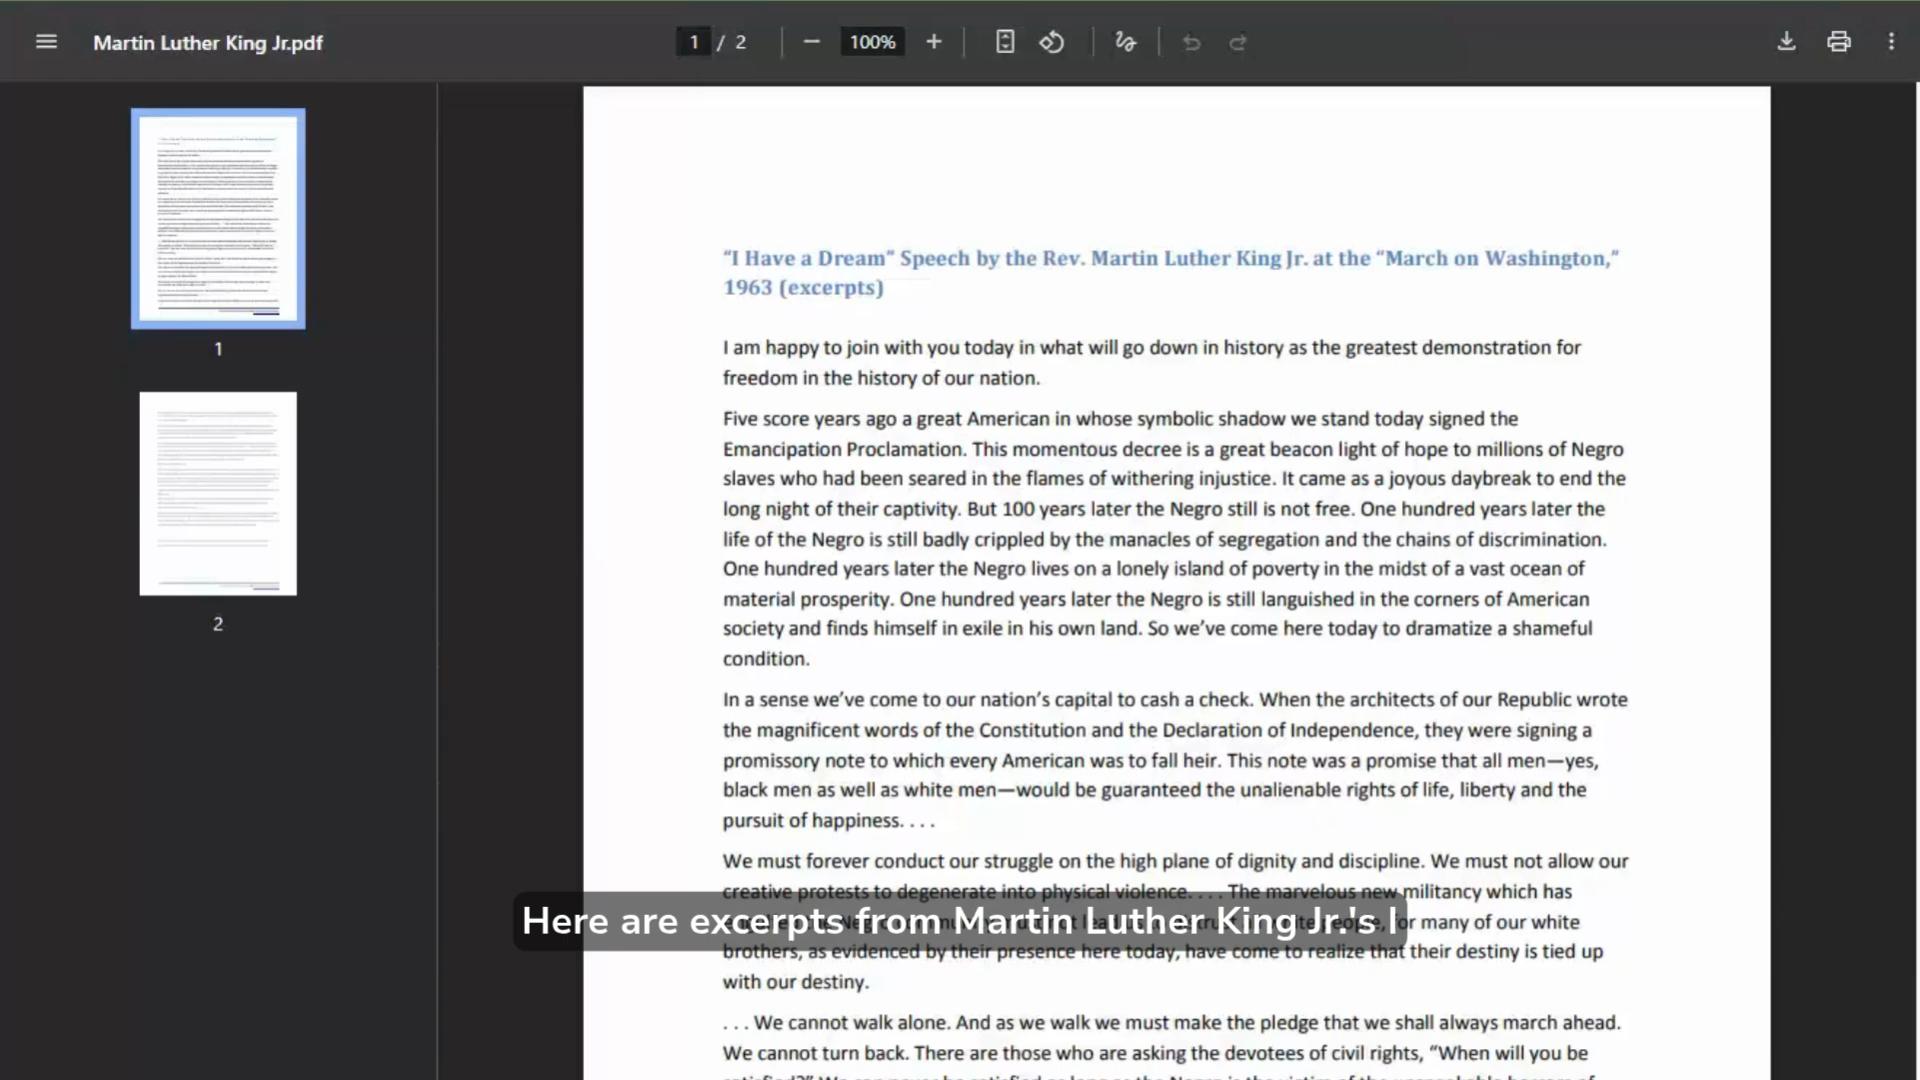 Martin Luther King Jr.pdf
1 / 2
100%
1
2
“I Have a Dream” Speech by the Rev. Martin Luther King Jr. at the “March on Washington,”
1963 (excerpts)
I am happy to join with you today in what will go down in history as the greatest demonstration for
freedom in the history of our nation.
Five score years ago a great American in whose symbolic shadow we stand today signed the
Emancipation Proclamation. This momentous decree is a great beacon light of hope to millions of Negro
slaves who had been seared in the flames of withering injustice. It came as a joyous daybreak to end the
long night of their captivity. But 100 years later the Negro still is not free. One hundred years later the
life of the Negro is still badly crippled by the manacles of segregation and the chains of discrimination.
One hundred years later the Negro lives on a lonely island of poverty in the midst of a vast ocean of
material prosperity. One hundred years later the Negro is still languished in the corners of American
society and finds himself in exile in his own land. So we’ve come here today to dramatize a shameful
condition.
In a sense we’ve come to our nation’s capital to cash a check. When the architects of our Republic wrote
the magnificent words of the Constitution and the Declaration of Independence, they were signing a
promissory note to which every American was to fall heir. This note was a promise that all men—yes,
black men as well as white men—would be guaranteed the unalienable rights of life, liberty and the
pursuit of happiness. . . .
We must forever conduct our struggle on the high plane of dignity and discipline. We must not allow our
creative protests to degenerate into physical violence. . . . The marvelous new militancy which has
for many of our white
Here are excerpts from Martin Luther King Jr.'s I
brothers, as evidenced by their presence here today, have come to realize that their destiny is tied up
with our destiny.
. . . We cannot walk alone. And as we walk we must make the pledge that we shall always march ahead.
We cannot turn back. There are those who are asking the devotees of civil rights, “When will you be